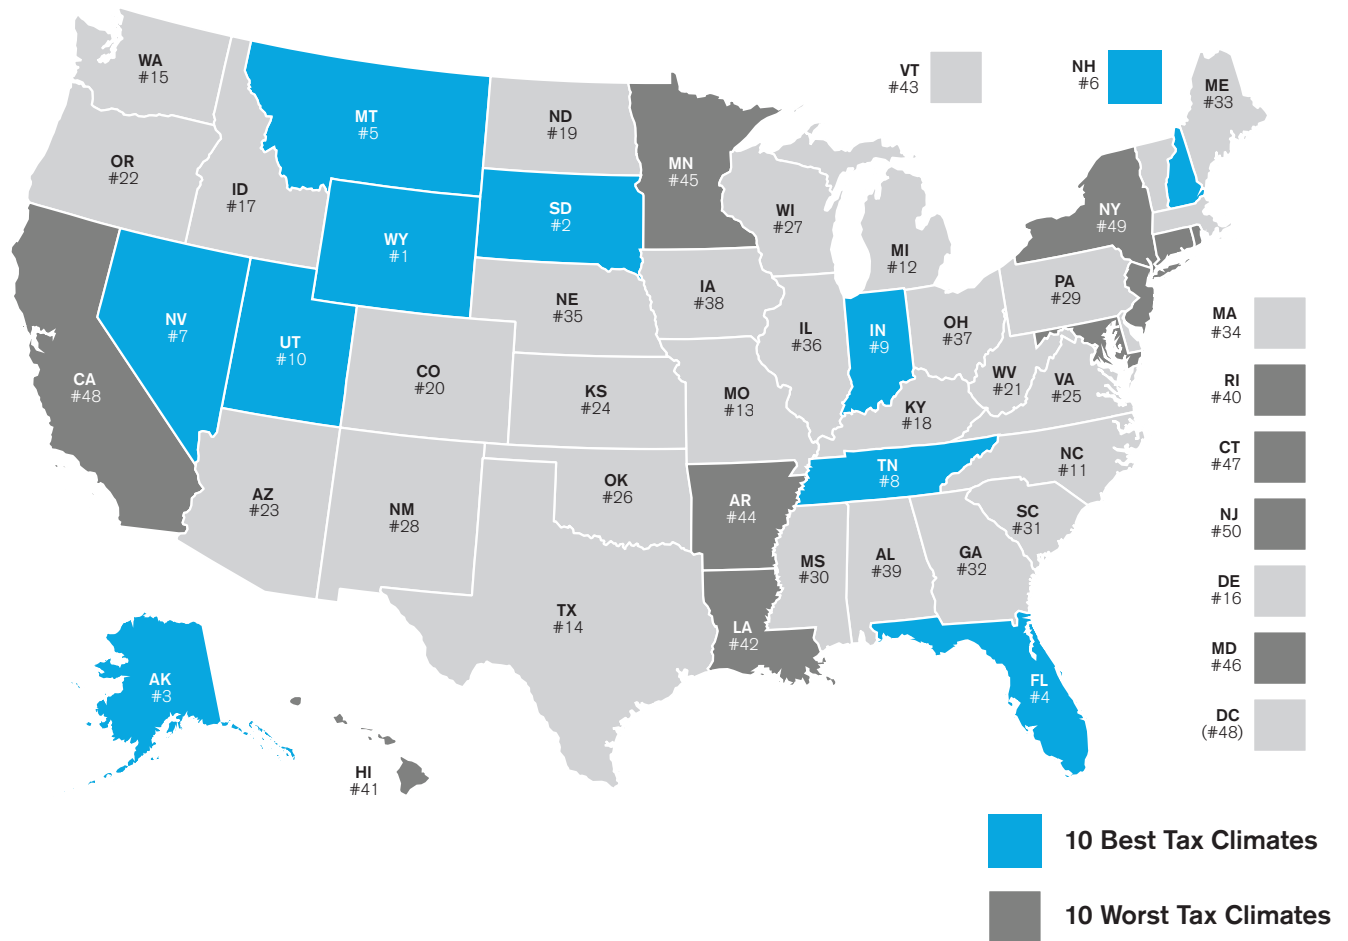 WA
#15
MT
#5
ND
#19
MN
#45
VT
#43
NH
#6
ME
#33
OR
#22
ID
#17
WY
#1
SD
#2
WI
#27
MI
#12
NY
#49
NV
#7
UT
#10
CO
#20
NE
#35
IA
#38
IL
#36
IN
#9
OH
#37
PA
#29
MA
#34
CA
#48
KS
#24
MO
#13
KY
#18
WV
#21
VA
#25
RI
#40
AZ
#23
NM
#28
OK
#26
AR
#44
TN
#8
NC
#11
CT
#47
SC
#31
NJ
#50
TX
#14
LA
#42
MS
#30
AL
#39
GA
#32
DE
#16
AK
#3
HI
#41
FL
#4
MD
#46
DC
(#48)
10 Best Tax Climates
10 Worst Tax Climates